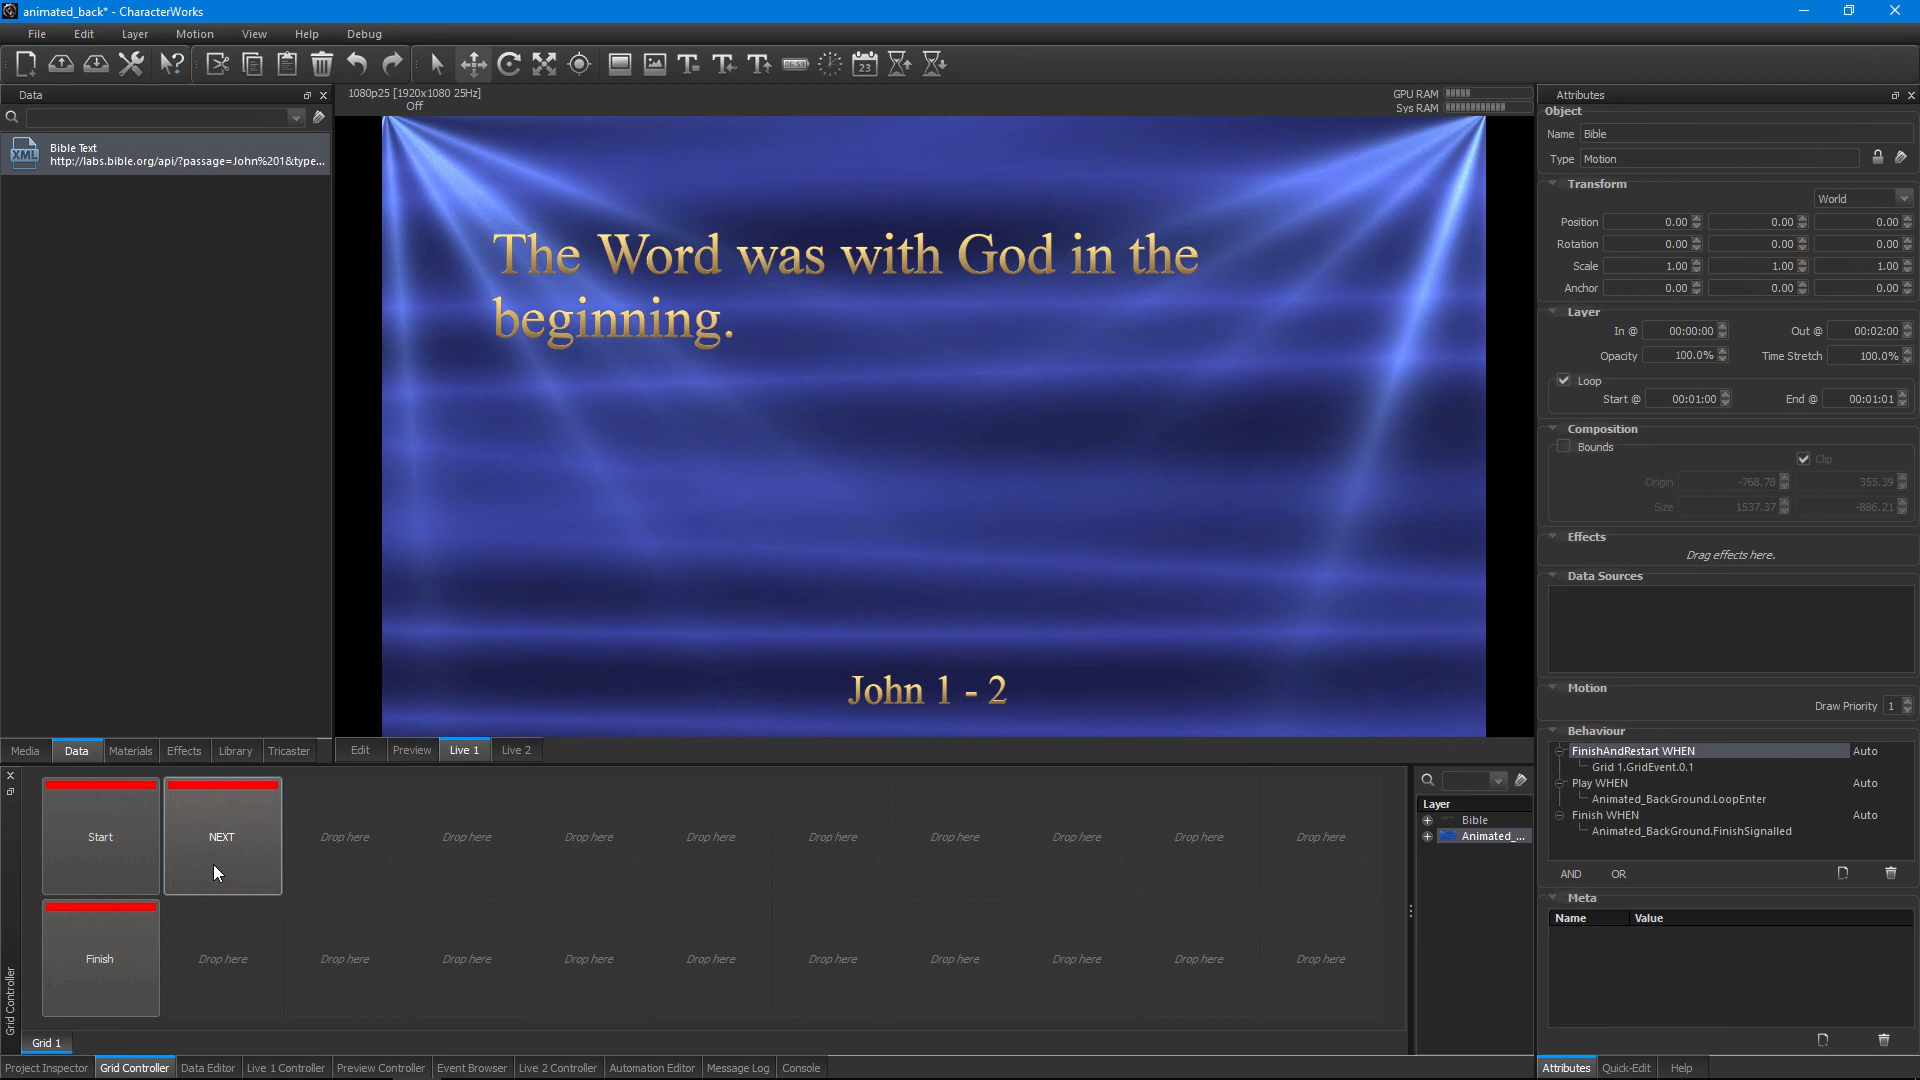 animated_back* - CharacterWorks
File Edit Layer Motion View Help Debug
Data
1080p25 [1920x1080 25Hz]
Off
GPU RAM
Sys RAM
Bible Text
http://labs.bible.org/api/?passage=John%201&type...
The Word was with God in the
beginning.
John 1 - 2
Media Data Materials Effects Library Tricaster
Edit Preview Live 1 Live 2
Start
NEXT
Drop here Drop here Drop here Drop here Drop here Drop here Drop here Drop here Drop here
Finish
Drop here Drop here Drop here Drop here Drop here Drop here Drop here Drop here Drop here Drop here
Grid Controller
Grid 1
Layer
Bible
Animated_...
Project Inspector Grid Controller Data Editor Live 1 Controller Preview Controller Event Browser Live 2 Controller Automation Editor Message Log Console
Attributes
Object
Name Bible
Type Motion
Transform
World
Position 0.00 0.00 0.00
Rotation 0.00 0.00 0.00
Scale 1.00 1.00 1.00
Anchor 0.00 0.00 0.00
Layer
In @ 00:00:00 Out @ 00:02:00
Opacity 100.0% Time Stretch 100.0%
Loop
Start @ 00:01:00 End @ 00:01:01
Composition
Bounds
Clip
Origin -768.78 355.39
Size 1537.37 -886.21
Effects
Drag effects here.
Data Sources
Motion
Draw Priority 1
Behaviour
FinishAndRestart WHEN Auto
Grid 1.GridEvent.0.1
Play WHEN Auto
Animated_BackGround.LoopEnter
Finish WHEN Auto
Animated_BackGround.FinishSignalled
AND OR
Meta
Name Value
Attributes Quick-Edit Help